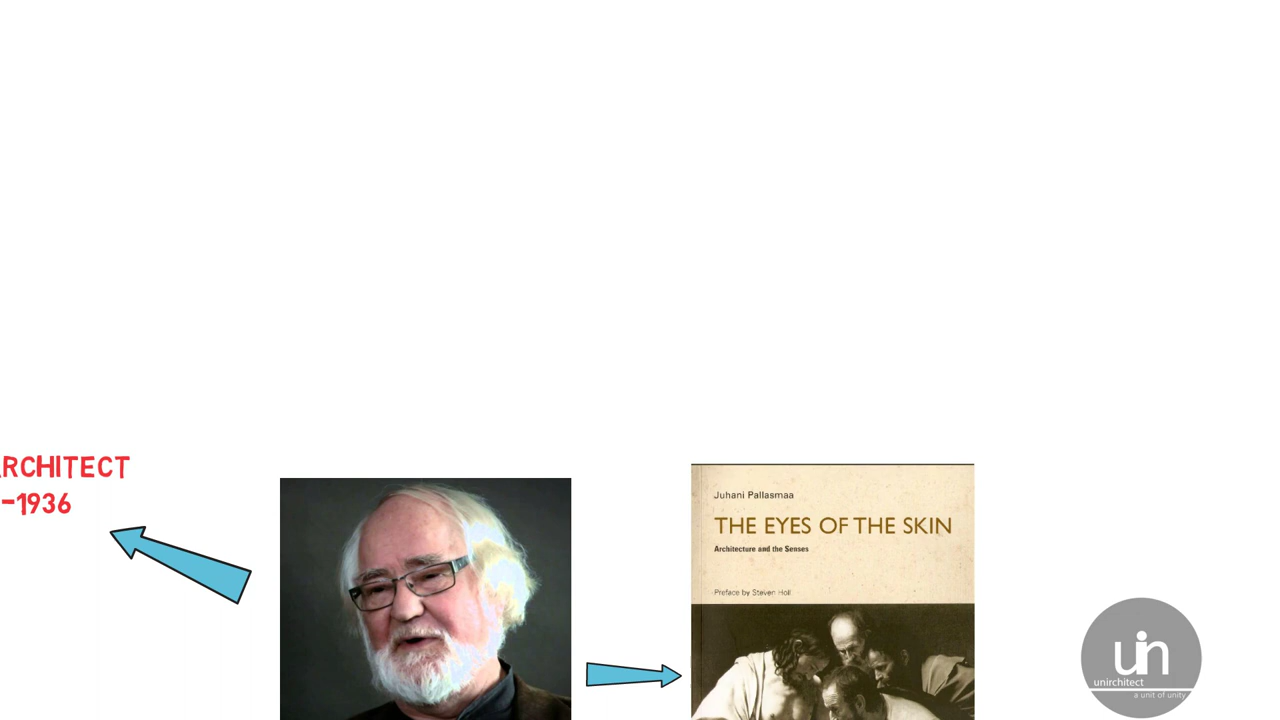 RCHITECT
-1936
Juhani Pallasmaa
THE EYES OF THE SKIN
Architecture and the Senses
Preface by Steven Holl
uin
unirchitect
a unit of unity